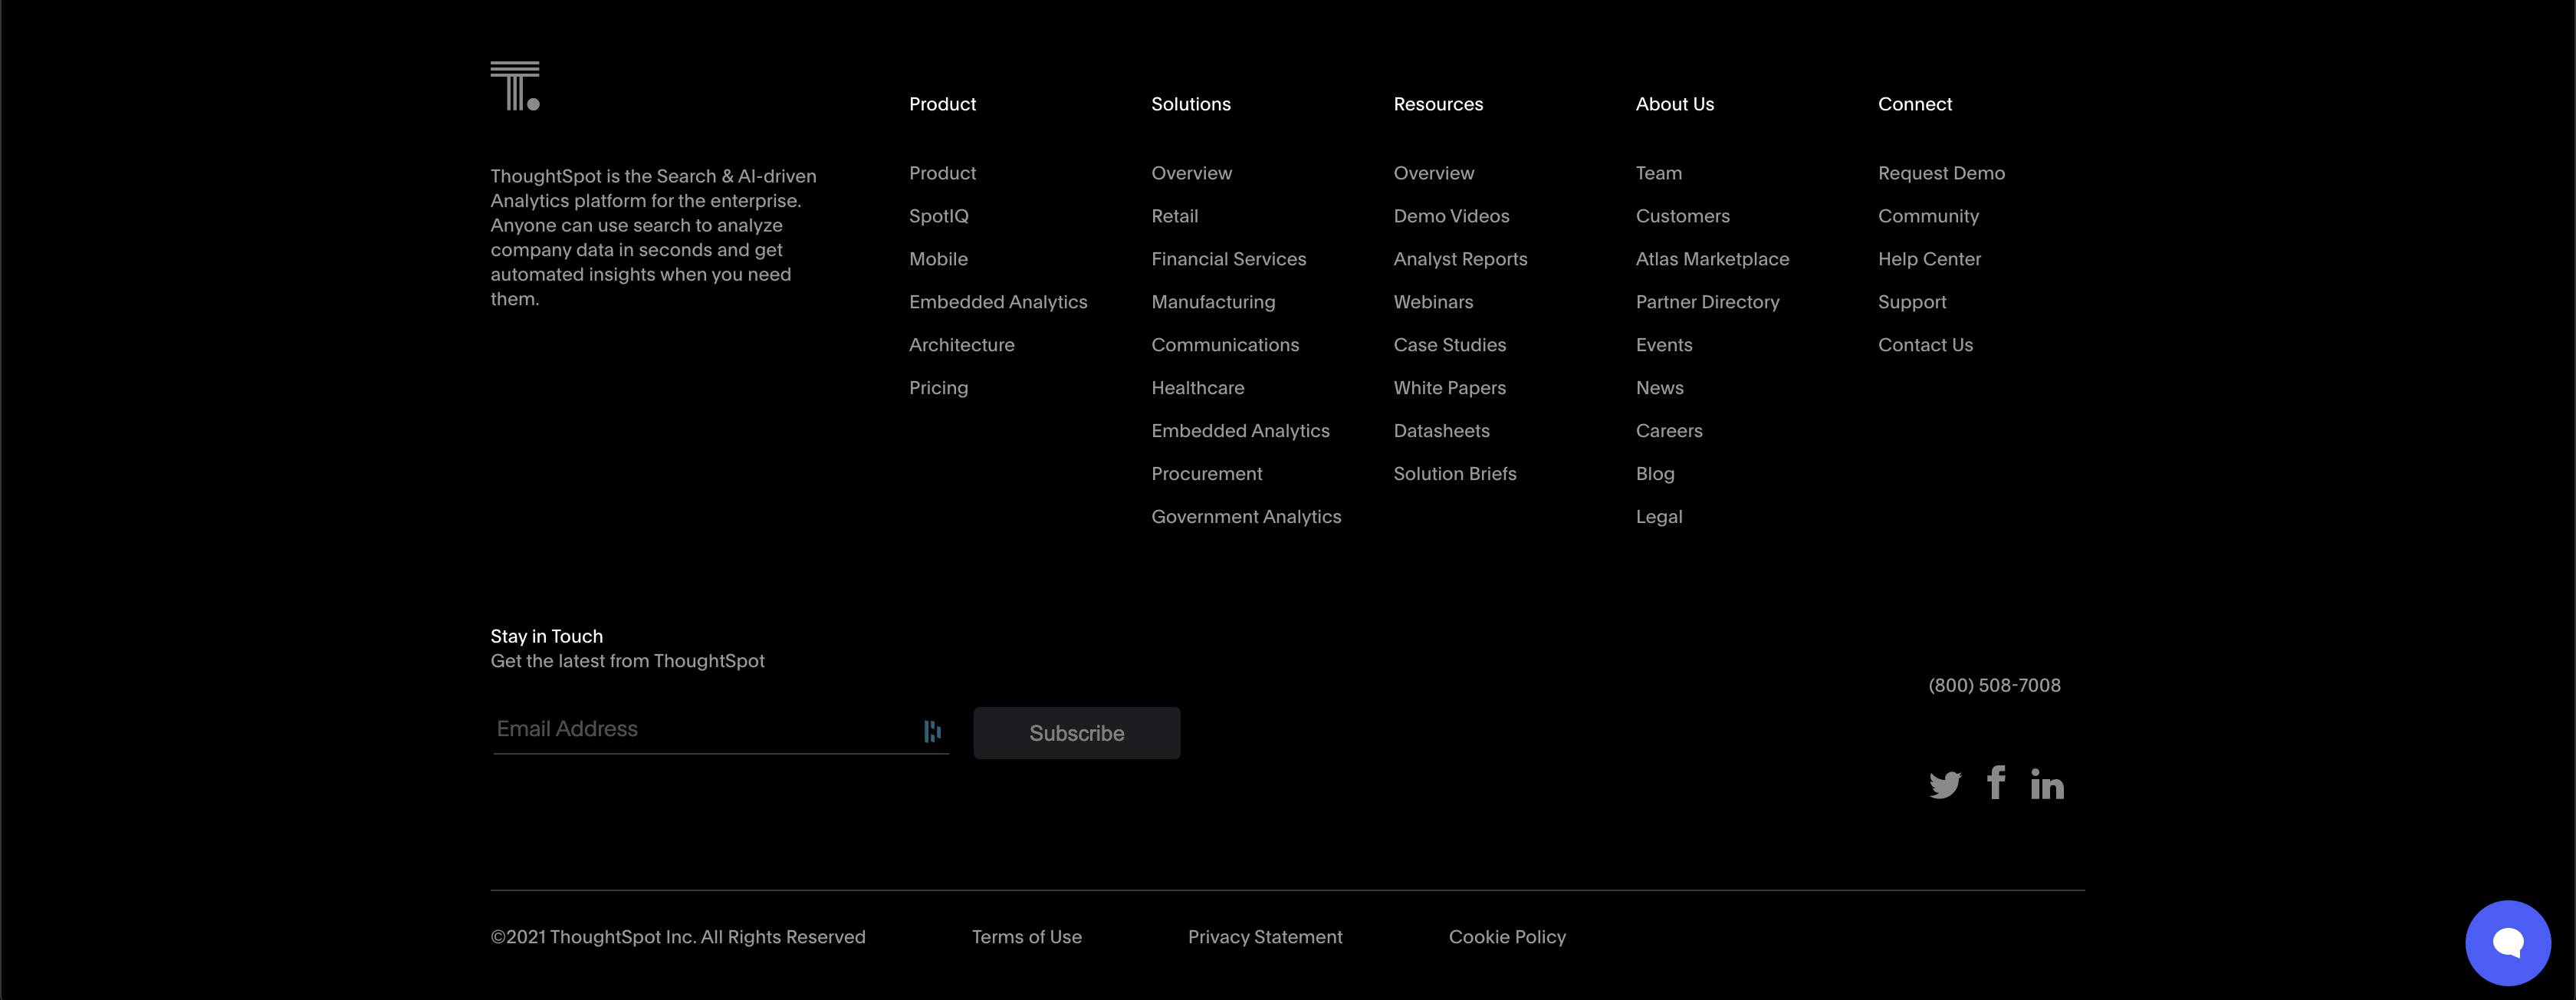 T.
ThoughtSpot is the Search & AI-driven
Analytics platform for the enterprise.
Anyone can use search to analyze
company data in seconds and get
automated insights when you need
them.
Product
Product
SpotIQ
Mobile
Embedded Analytics
Architecture
Pricing
Solutions
Overview
Retail
Financial Services
Manufacturing
Communications
Healthcare
Embedded Analytics
Procurement
Government Analytics
Resources
Overview
Demo Videos
Analyst Reports
Webinars
Case Studies
White Papers
Datasheets
Solution Briefs
About Us
Team
Customers
Atlas Marketplace
Partner Directory
Events
News
Careers
Blog
Legal
Connect
Request Demo
Community
Help Center
Support
Contact Us
Stay in Touch
Get the latest from ThoughtSpot
Email Address
Subscribe
(800) 508-7008
f in
©2021 ThoughtSpot Inc. All Rights Reserved
Terms of Use
Privacy Statement
Cookie Policy